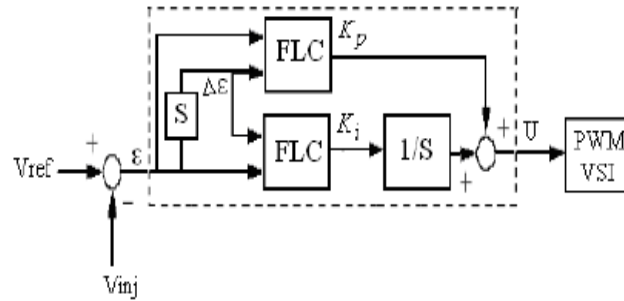 FLC
Kp
Δε
S
FLC
Ki
1/S
+
U
PWM
VSI
+
+
ε
Vref
-
Vinj